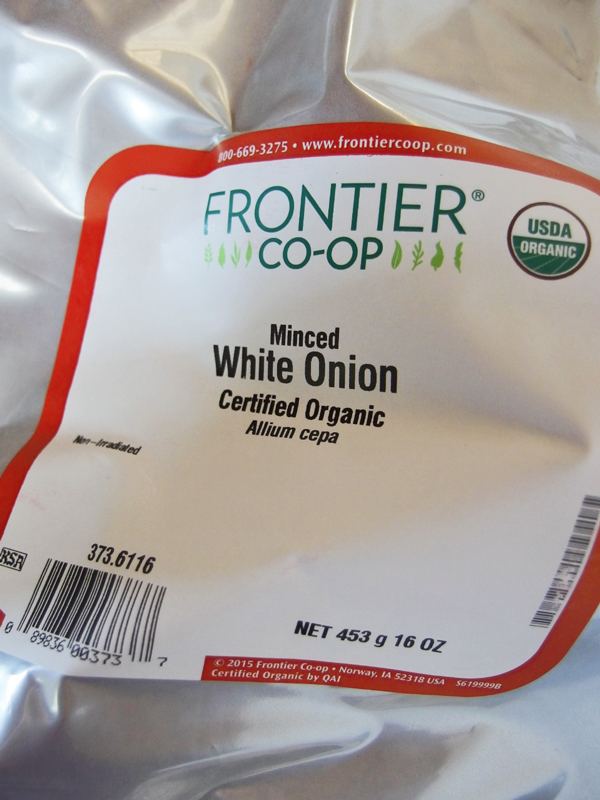 800-669-3275 • www.frontiercoop.com
FRONTIER®
CO-OP
USDA
ORGANIC
Minced
White Onion
Certified Organic
Allium cepa
Non-irradiated
KSA
373.6116
0 89836 00373 7
NET 453 g 16 OZ
© 2015 Frontier Co-op • Norway, IA 52318 USA S619999B
Certified Organic by QAI